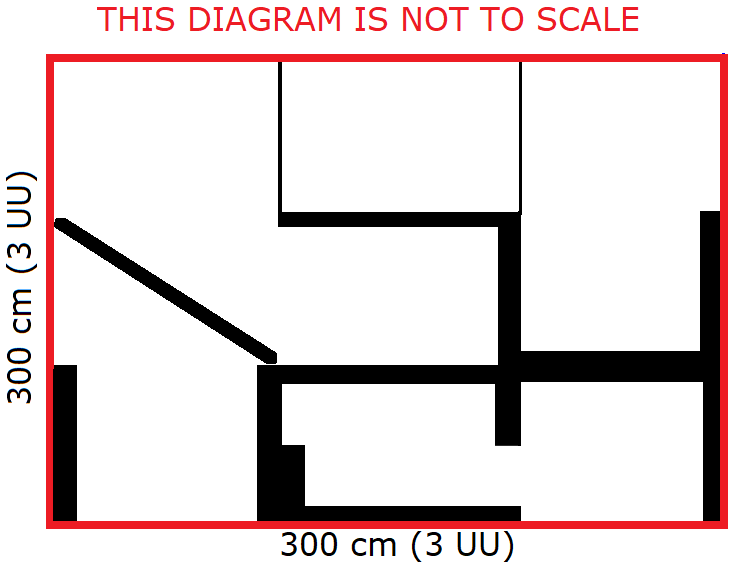 THIS DIAGRAM IS NOT TO SCALE
300 cm (3 UU)
300 cm (3 UU)